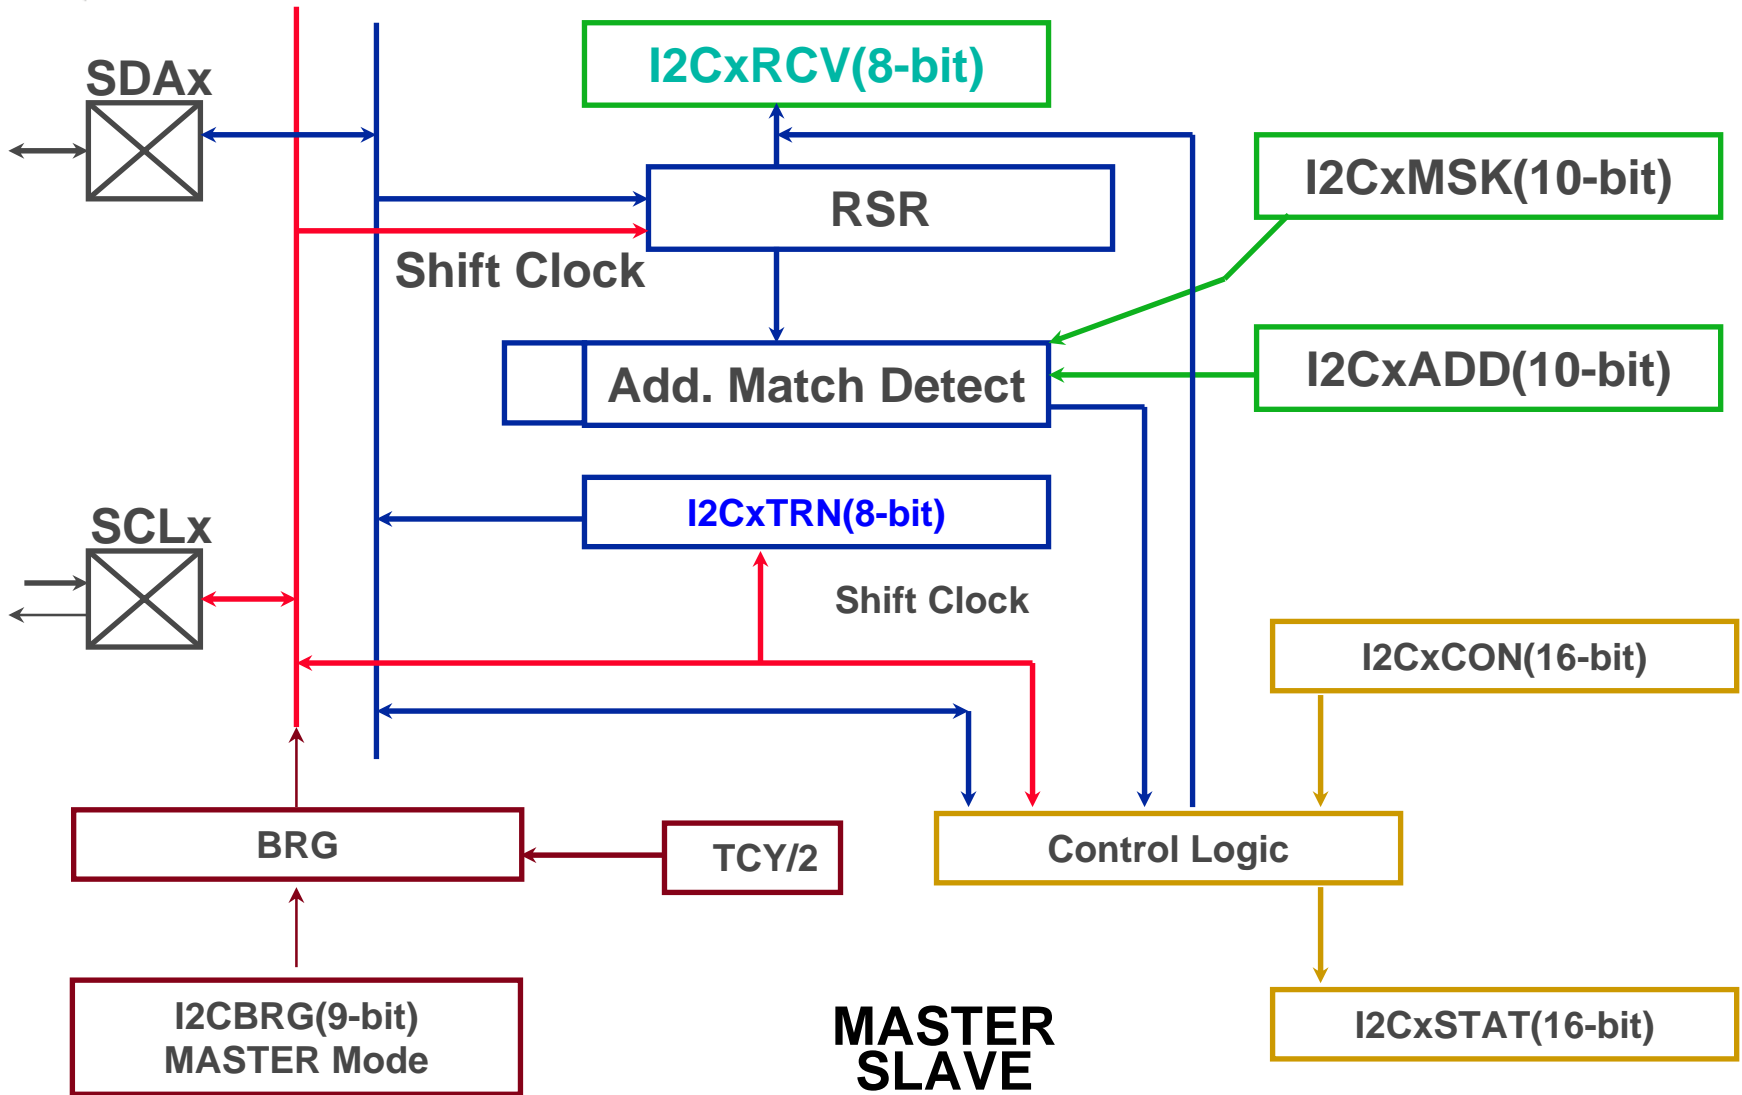 I2CxRCV(8-bit)
SDAx
I2CxMSK(10-bit)
RSR
Shift Clock
I2CxADD(10-bit)
Add. Match Detect
I2CxTRN(8-bit)
SCLx
Shift Clock
I2CxCON(16-bit)
BRG
TCY/2
Control Logic
I2CBRG(9-bit)
MASTER Mode
MASTER
SLAVE
I2CxSTAT(16-bit)